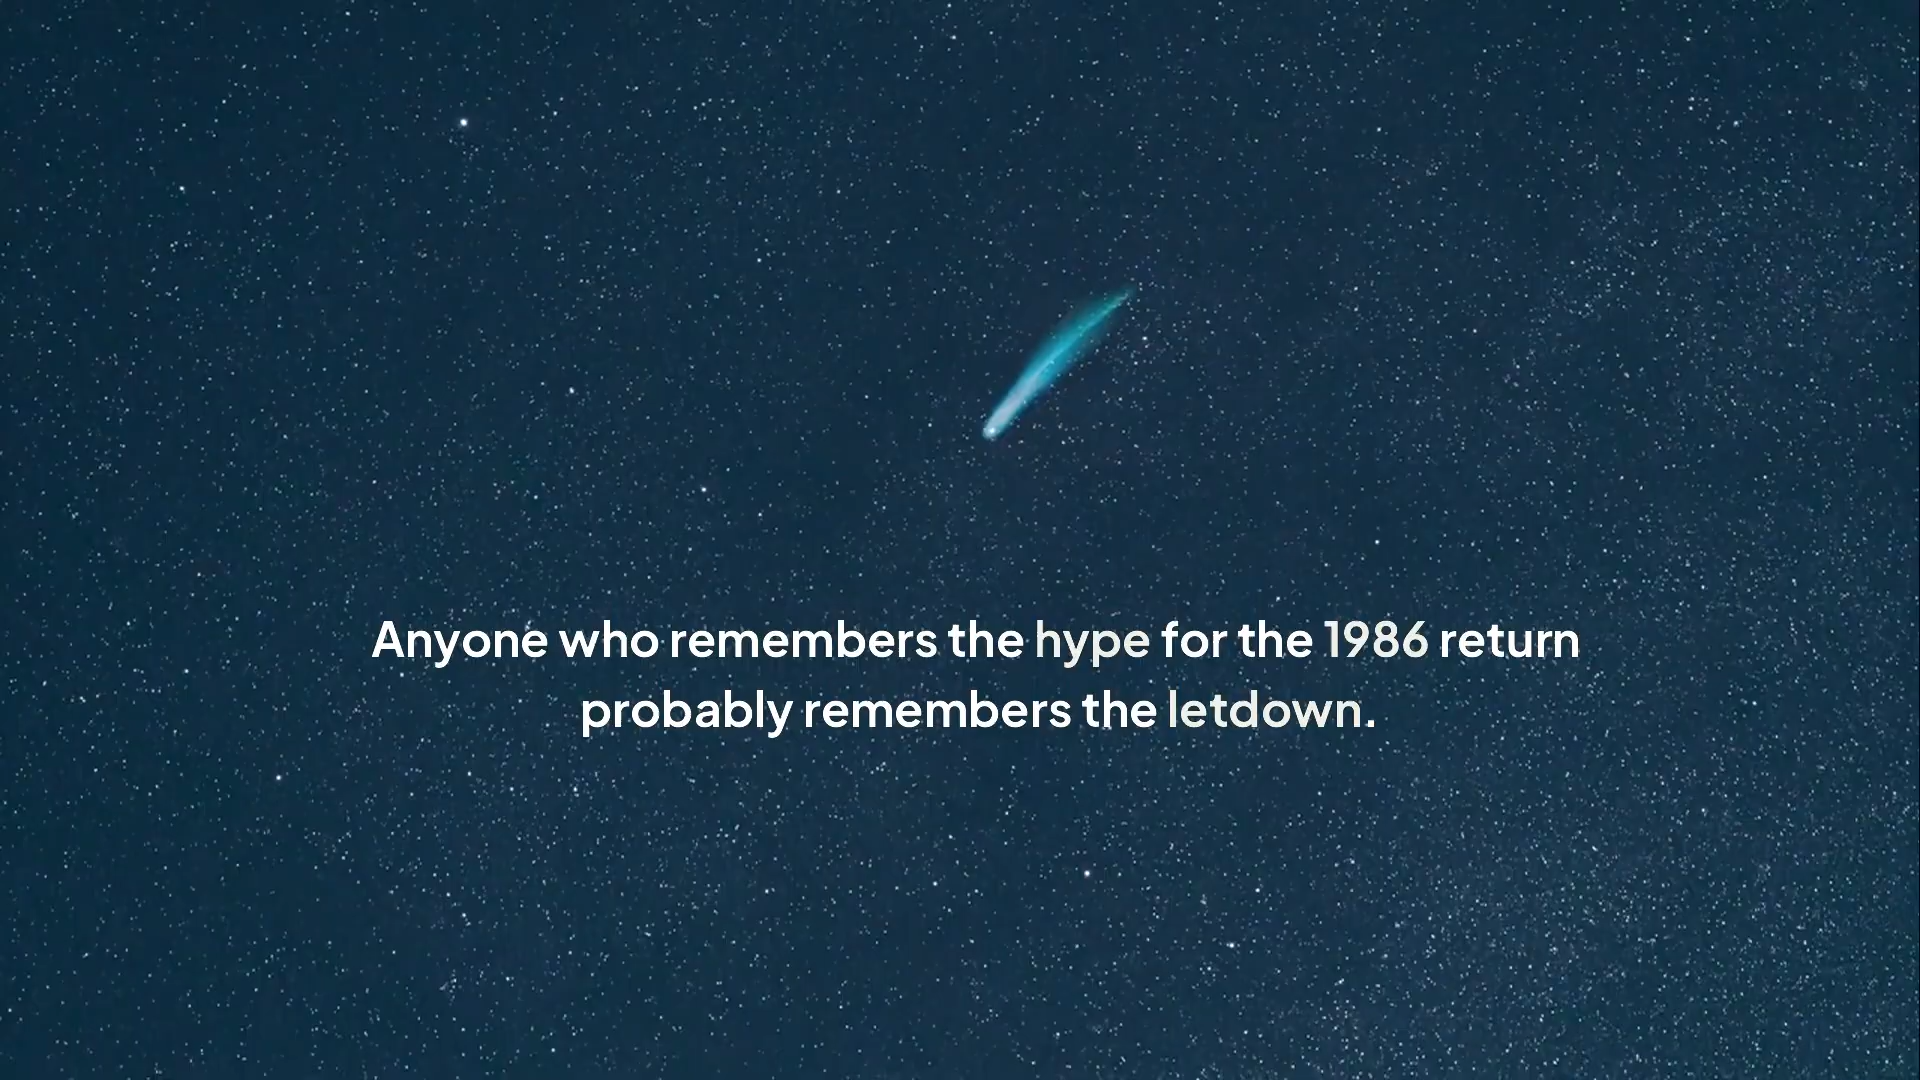 Anyone who remembers the hype for the 1986 return
probably remembers the letdown.